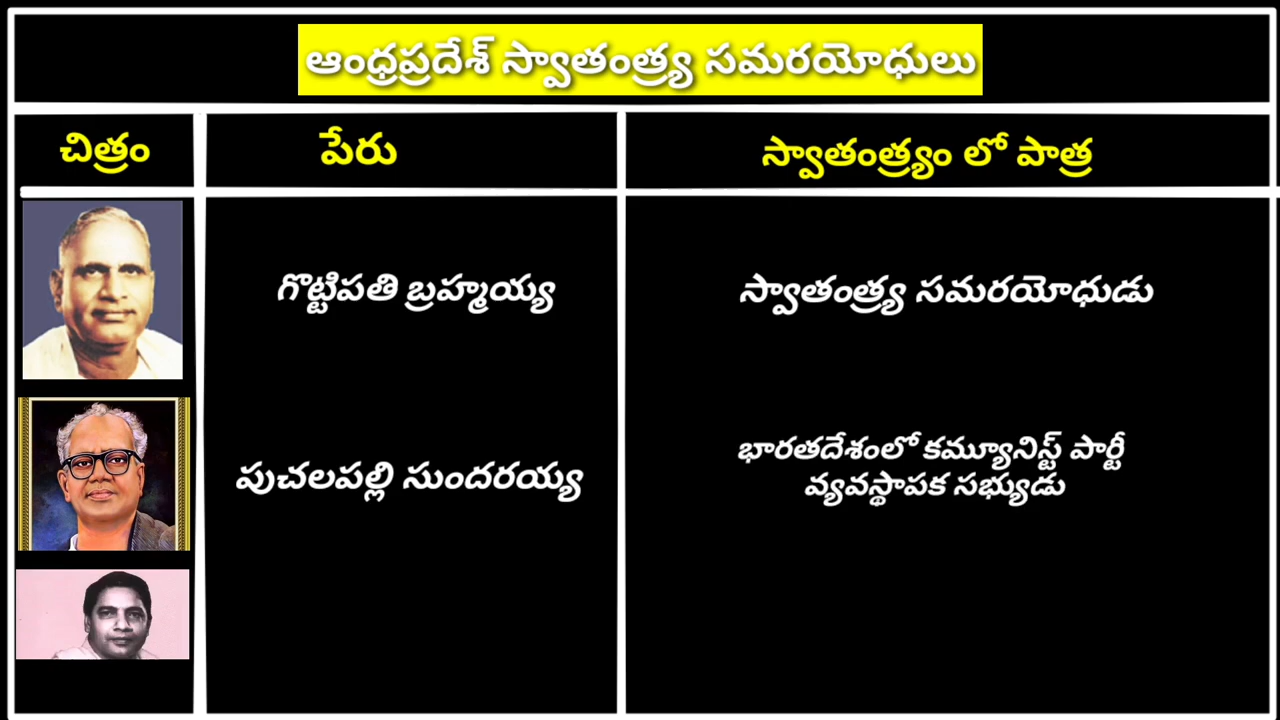 ఆంధ్రప్రదేశ్ స్వాతంత్ర్య సమరయోధులు
చిత్రం
పేరు
స్వాతంత్ర్యం లో పాత్ర
గొట్టిపతి బ్రహ్మయ్య
స్వాతంత్ర్య సమరయోధుడు
పుచలపల్లి సుందరయ్య
భారతదేశంలో కమ్యూనిస్ట్ పార్టీ
వ్యవస్థాపక సభ్యుడు